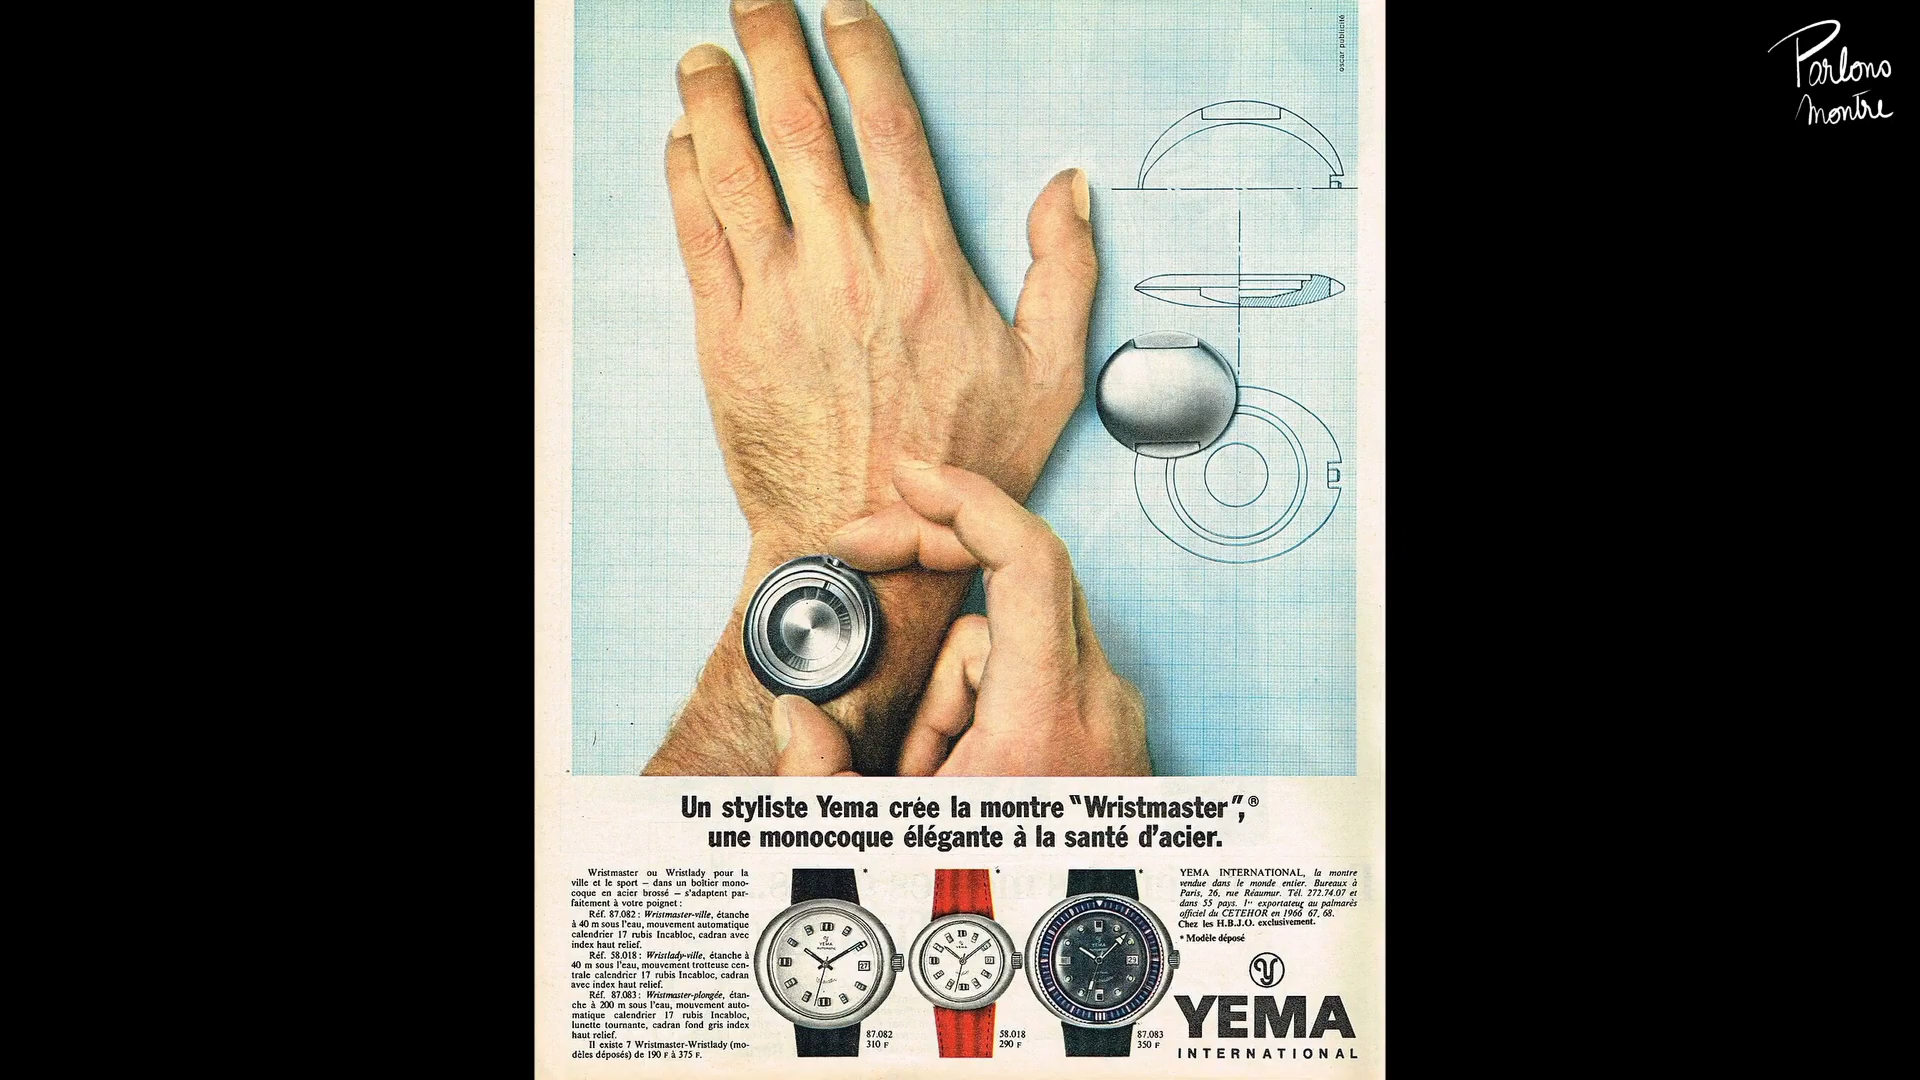 Parlons
montre
oscar publicité
Un styliste Yema crée la montre "Wristmaster",®
une monocoque élégante à la santé d'acier.
Wristmaster ou Wristlady pour la
ville et le sport – dans un boîtier mono-
coque en acier brossé – s'adaptent par-
faitement à votre poignet :
Réf. 87.082 : Wristmaster-ville, étanche
à 40 m sous l'eau, mouvement automatique
calendrier 17 rubis Incabloc, cadran avec
index haut relief.
Réf. 58.018 : Wristlady-ville, étanche à
40 m sous l'eau, mouvement trotteuse cen-
trale calendrier 17 rubis Incabloc, cadran
avec index haut relief.
Réf. 87.083 : Wristmaster-plongée, étan-
che à 200 m sous l'eau, mouvement auto-
matique calendrier 17 rubis Incabloc,
lunette tournante, cadran fond gris index
haut relief.
Il existe 7 Wristmaster-Wristlady (mo-
dèles déposés) de 190 F à 375 F.
*
YEMA
AUTOMATIC
27
87.082
310 F
*
YEMA
58.018
290 F
*
YEMA
29
87.083
350 F
YEMA INTERNATIONAL, la montre
vendue dans le monde entier. Bureaux à
Paris, 26, rue Réaumur. Tél. 272.74.07 et
dans 55 pays. 1er exportateur au palmarès
officiel du CETEHOR en 1966 67, 68.
Chez les H.B.J.O. exclusivement.
* Modèle déposé
YEMA
INTERNATIONAL